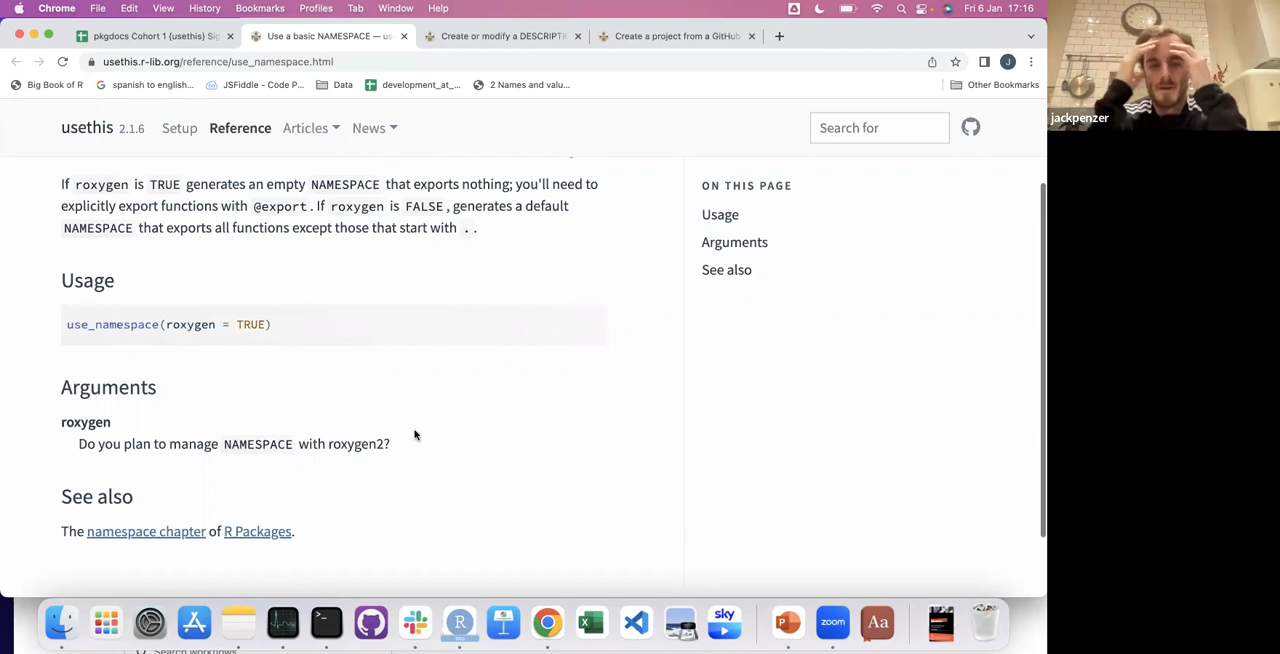 Chrome File Edit View History Bookmarks Profiles Tab Window Help Fri 6 Jan 17:16
pkgdocs Cohort 1 {usethis} Sig
Use a basic NAMESPACE — us
Create or modify a DESCRIPTI
Create a project from a GitHub
usethis.r-lib.org/reference/use_namespace.html
J
Big Book of R
spanish to english...
JSFiddle - Code P...
Data
development_at_...
2 Names and valu...
Other Bookmarks
usethis 2.1.6 Setup Reference Articles News
Search for
If roxygen is TRUE generates an empty NAMESPACE that exports nothing; you'll need to
explicitly export functions with @export. If roxygen is FALSE, generates a default
NAMESPACE that exports all functions except those that start with . .
Usage
use_namespace(roxygen = TRUE)
Arguments
roxygen
Do you plan to manage NAMESPACE with roxygen2?
See also
The namespace chapter of R Packages.
ON THIS PAGE
Usage
Arguments
See also
jackpenzer
R
sky
P
zoom
Aa
Search workflows